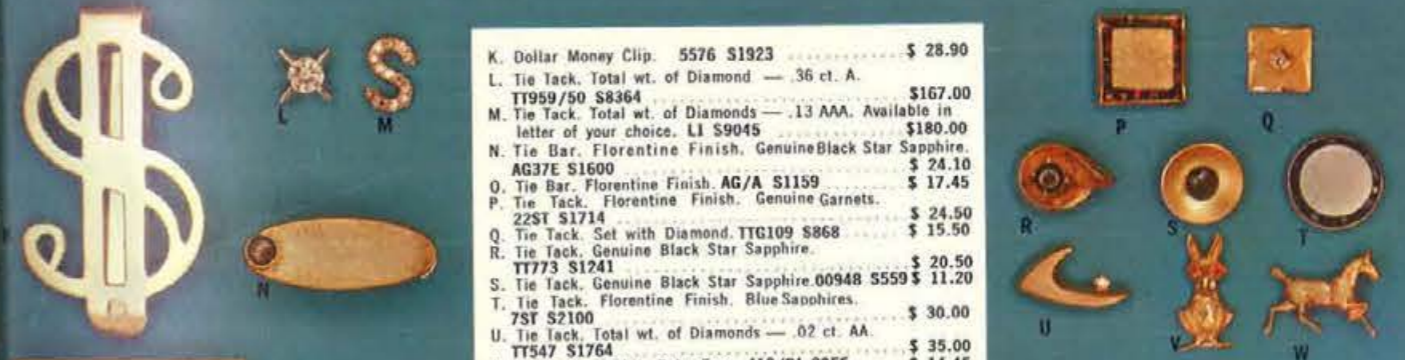 K. Dollar Money Clip. 5576 S1923 .............. $ 28.90
L. Tie Tack. Total wt. of Diamond — .36 ct. A.
TT959/50 S8364 .............. $167.00
M. Tie Tack. Total wt. of Diamonds — .13 AAA. Available in
letter of your choice. LI S9045 .............. $180.00
N. Tie Bar. Florentine Finish. Genuine Black Star Sapphire.
AG37E S1600 .............. $ 24.10
O. Tie Bar. Florentine Finish. AG/A S1159 .............. $ 17.45
P. Tie Tack. Florentine Finish. Genuine Garnets.
22ST S1714 .............. $ 24.50
Q. Tie Tack. Set with Diamond. TTG109 S868 ....... $ 15.50
R. Tie Tack. Genuine Black Star Sapphire.
TT773 S1241 .............. $ 20.50
S. Tie Tack. Genuine Black Star Sapphire. 00948 S559 $ 11.20
T. Tie Tack. Florentine Finish. Blue Sapphires.
7ST S2100 .............. $ 30.00
U. Tie Tack. Total wt. of Diamonds — .02 ct. AA.
TT547 S1764 .............. $ 35.00
L
M
N
P
Q
R
S
T
U
V
W